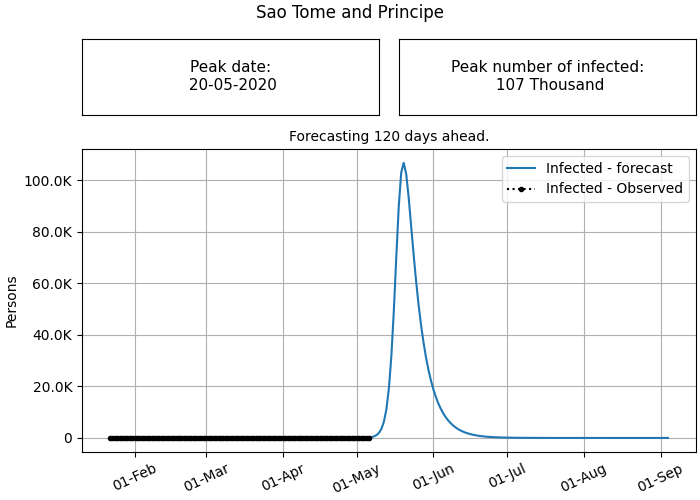 Sao Tome and Principe
Peak date:
20-05-2020
Peak number of infected:
107 Thousand
Forecasting 120 days ahead.
Infected - forecast
Infected - Observed
Persons
100.0K
80.0K
60.0K
40.0K
20.0K
0
01-Feb
01-Mar
01-Apr
01-May
01-Jun
01-Jul
01-Aug
01-Sep